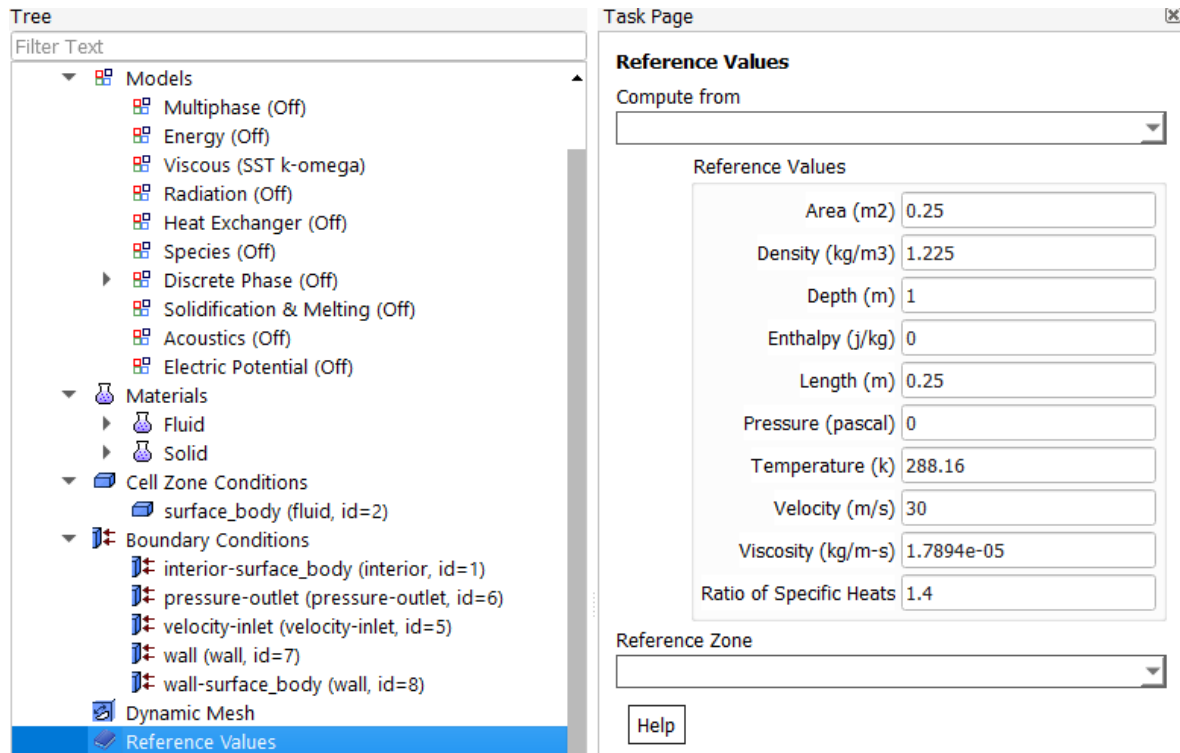 Tree
Filter Text
Models
Multiphase (Off)
Energy (Off)
Viscous (SST k-omega)
Radiation (Off)
Heat Exchanger (Off)
Species (Off)
Discrete Phase (Off)
Solidification & Melting (Off)
Acoustics (Off)
Electric Potential (Off)
Materials
Fluid
Solid
Cell Zone Conditions
surface_body (fluid, id=2)
Boundary Conditions
interior-surface_body (interior, id=1)
pressure-outlet (pressure-outlet, id=6)
velocity-inlet (velocity-inlet, id=5)
wall (wall, id=7)
wall-surface_body (wall, id=8)
Dynamic Mesh
Reference Values
Task Page
Reference Values
Compute from
Reference Values
Area (m2) 0.25
Density (kg/m3) 1.225
Depth (m) 1
Enthalpy (j/kg) 0
Length (m) 0.25
Pressure (pascal) 0
Temperature (k) 288.16
Velocity (m/s) 30
Viscosity (kg/m-s) 1.7894e-05
Ratio of Specific Heats 1.4
Reference Zone
Help